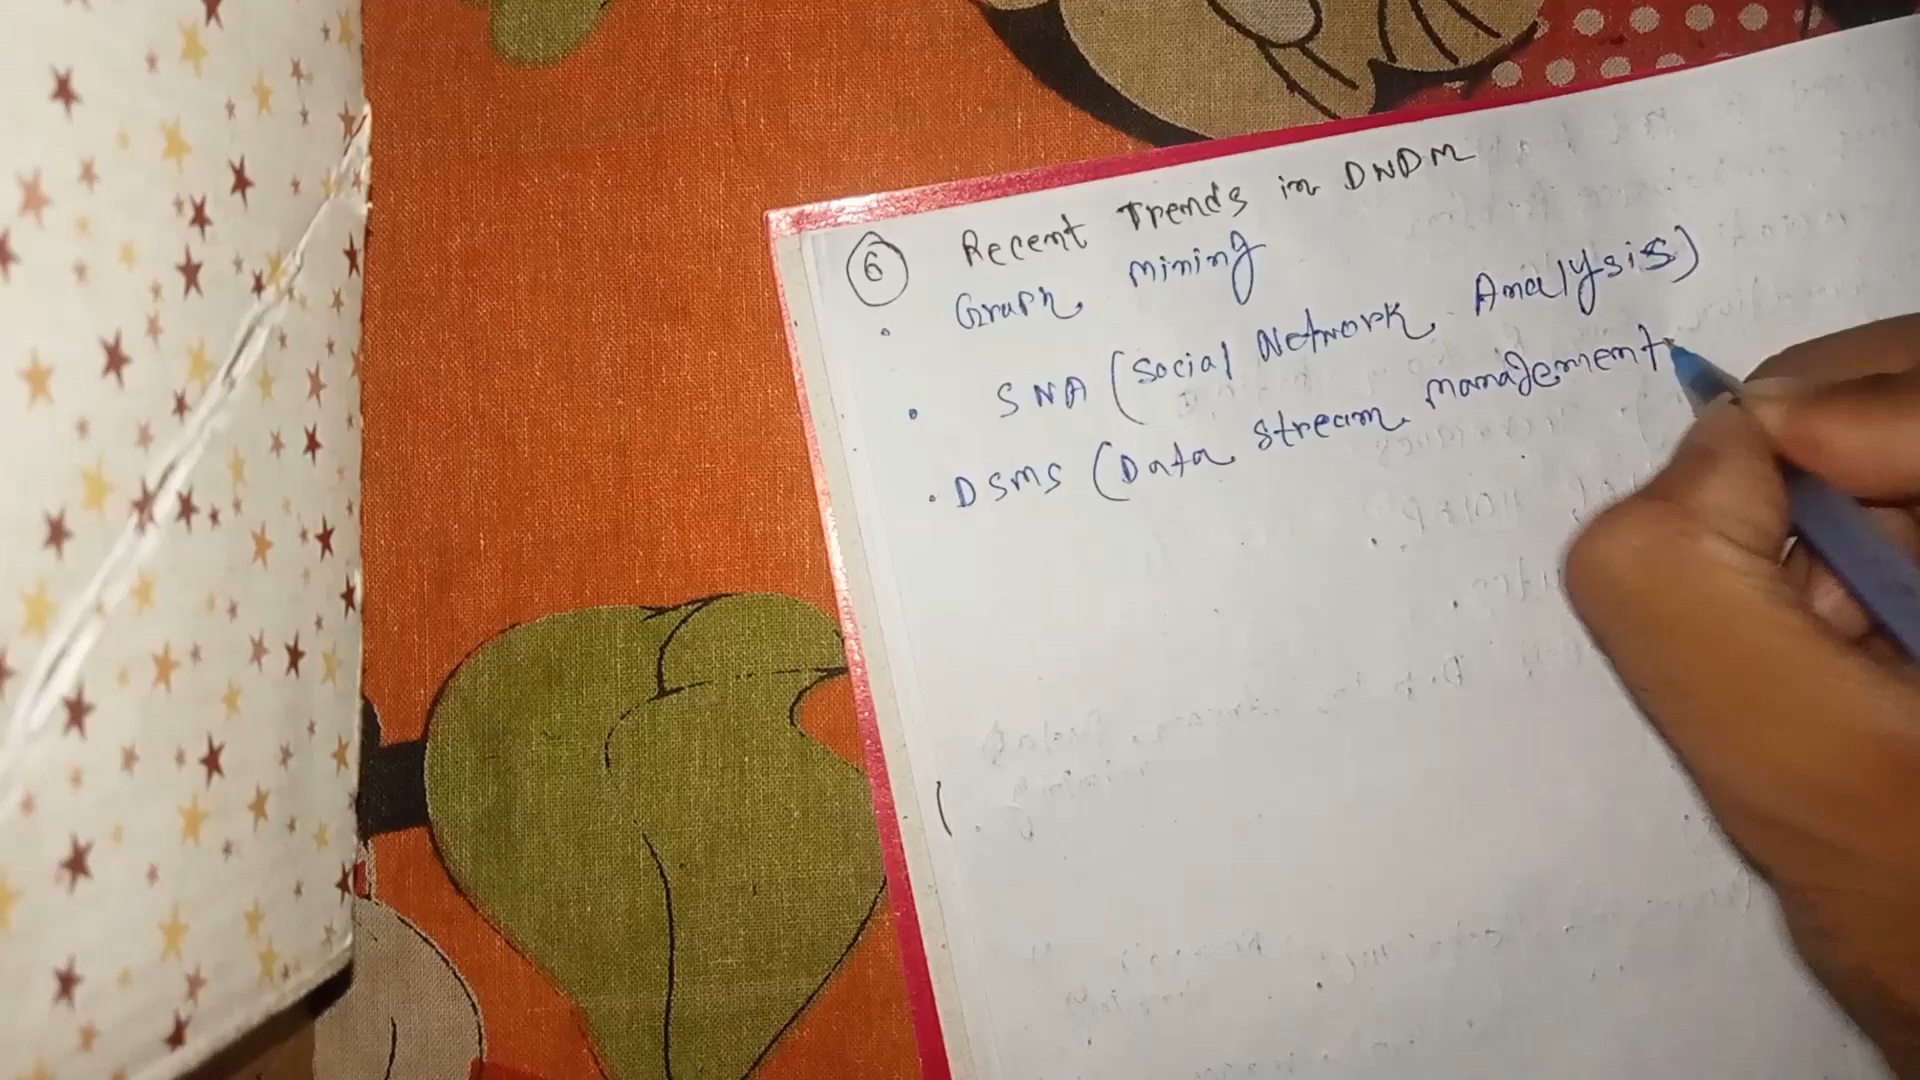 6 Recent Trends in DWDM
• Graph Mining
• SNA (Social Network Analysis)
• DSMS (Data Stream Management